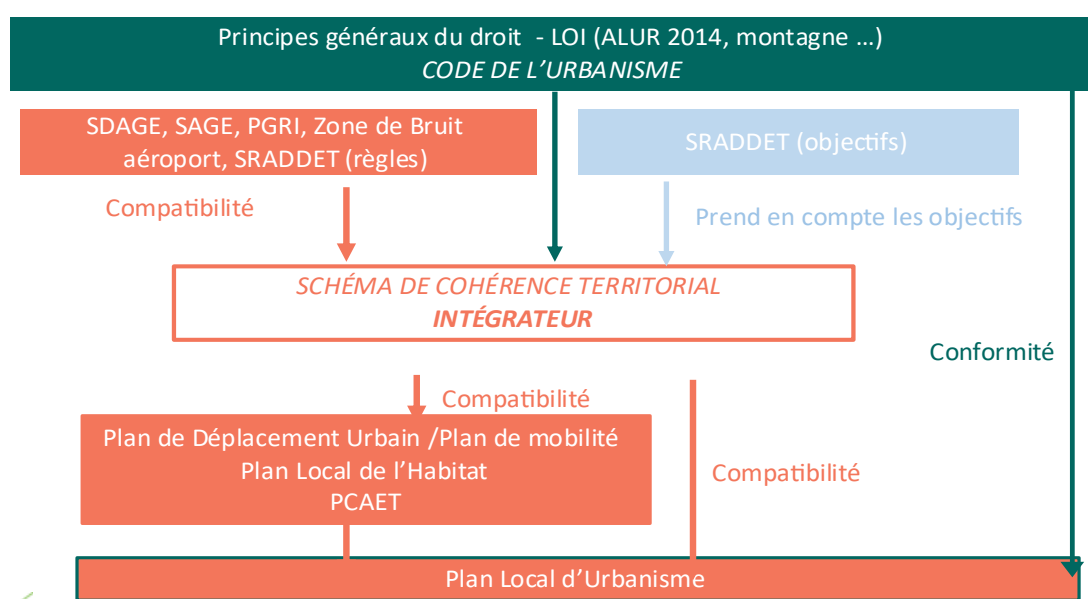 Principes généraux du droit - LOI (ALUR 2014, montagne …)
CODE DE L'URBANISME
SDAGE, SAGE, PGRI, Zone de Bruit
aéroport, SRADDET (règles)
SRADDET (objectifs)
Compatibilité
Prend en compte les objectifs
SCHÉMA DE COHÉRENCE TERRITORIAL
INTÉGRATEUR
Conformité
Compatibilité
Plan de Déplacement Urbain /Plan de mobilité
Plan Local de l'Habitat
PCAET
Compatibilité
Plan Local d'Urbanisme